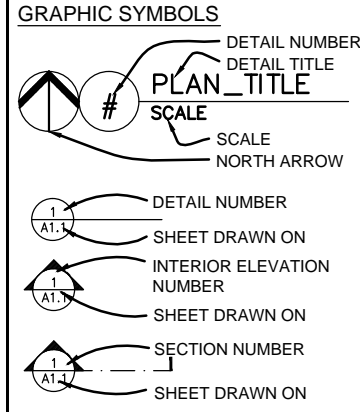 GRAPHIC SYMBOLS
DETAIL NUMBER
DETAIL TITLE
# PLAN_TITLE
SCALE
SCALE
NORTH ARROW
DETAIL NUMBER
1
A1.1
SHEET DRAWN ON
INTERIOR ELEVATION
NUMBER
1
A1.1
SHEET DRAWN ON
SECTION NUMBER
1
A1.1
SHEET DRAWN ON